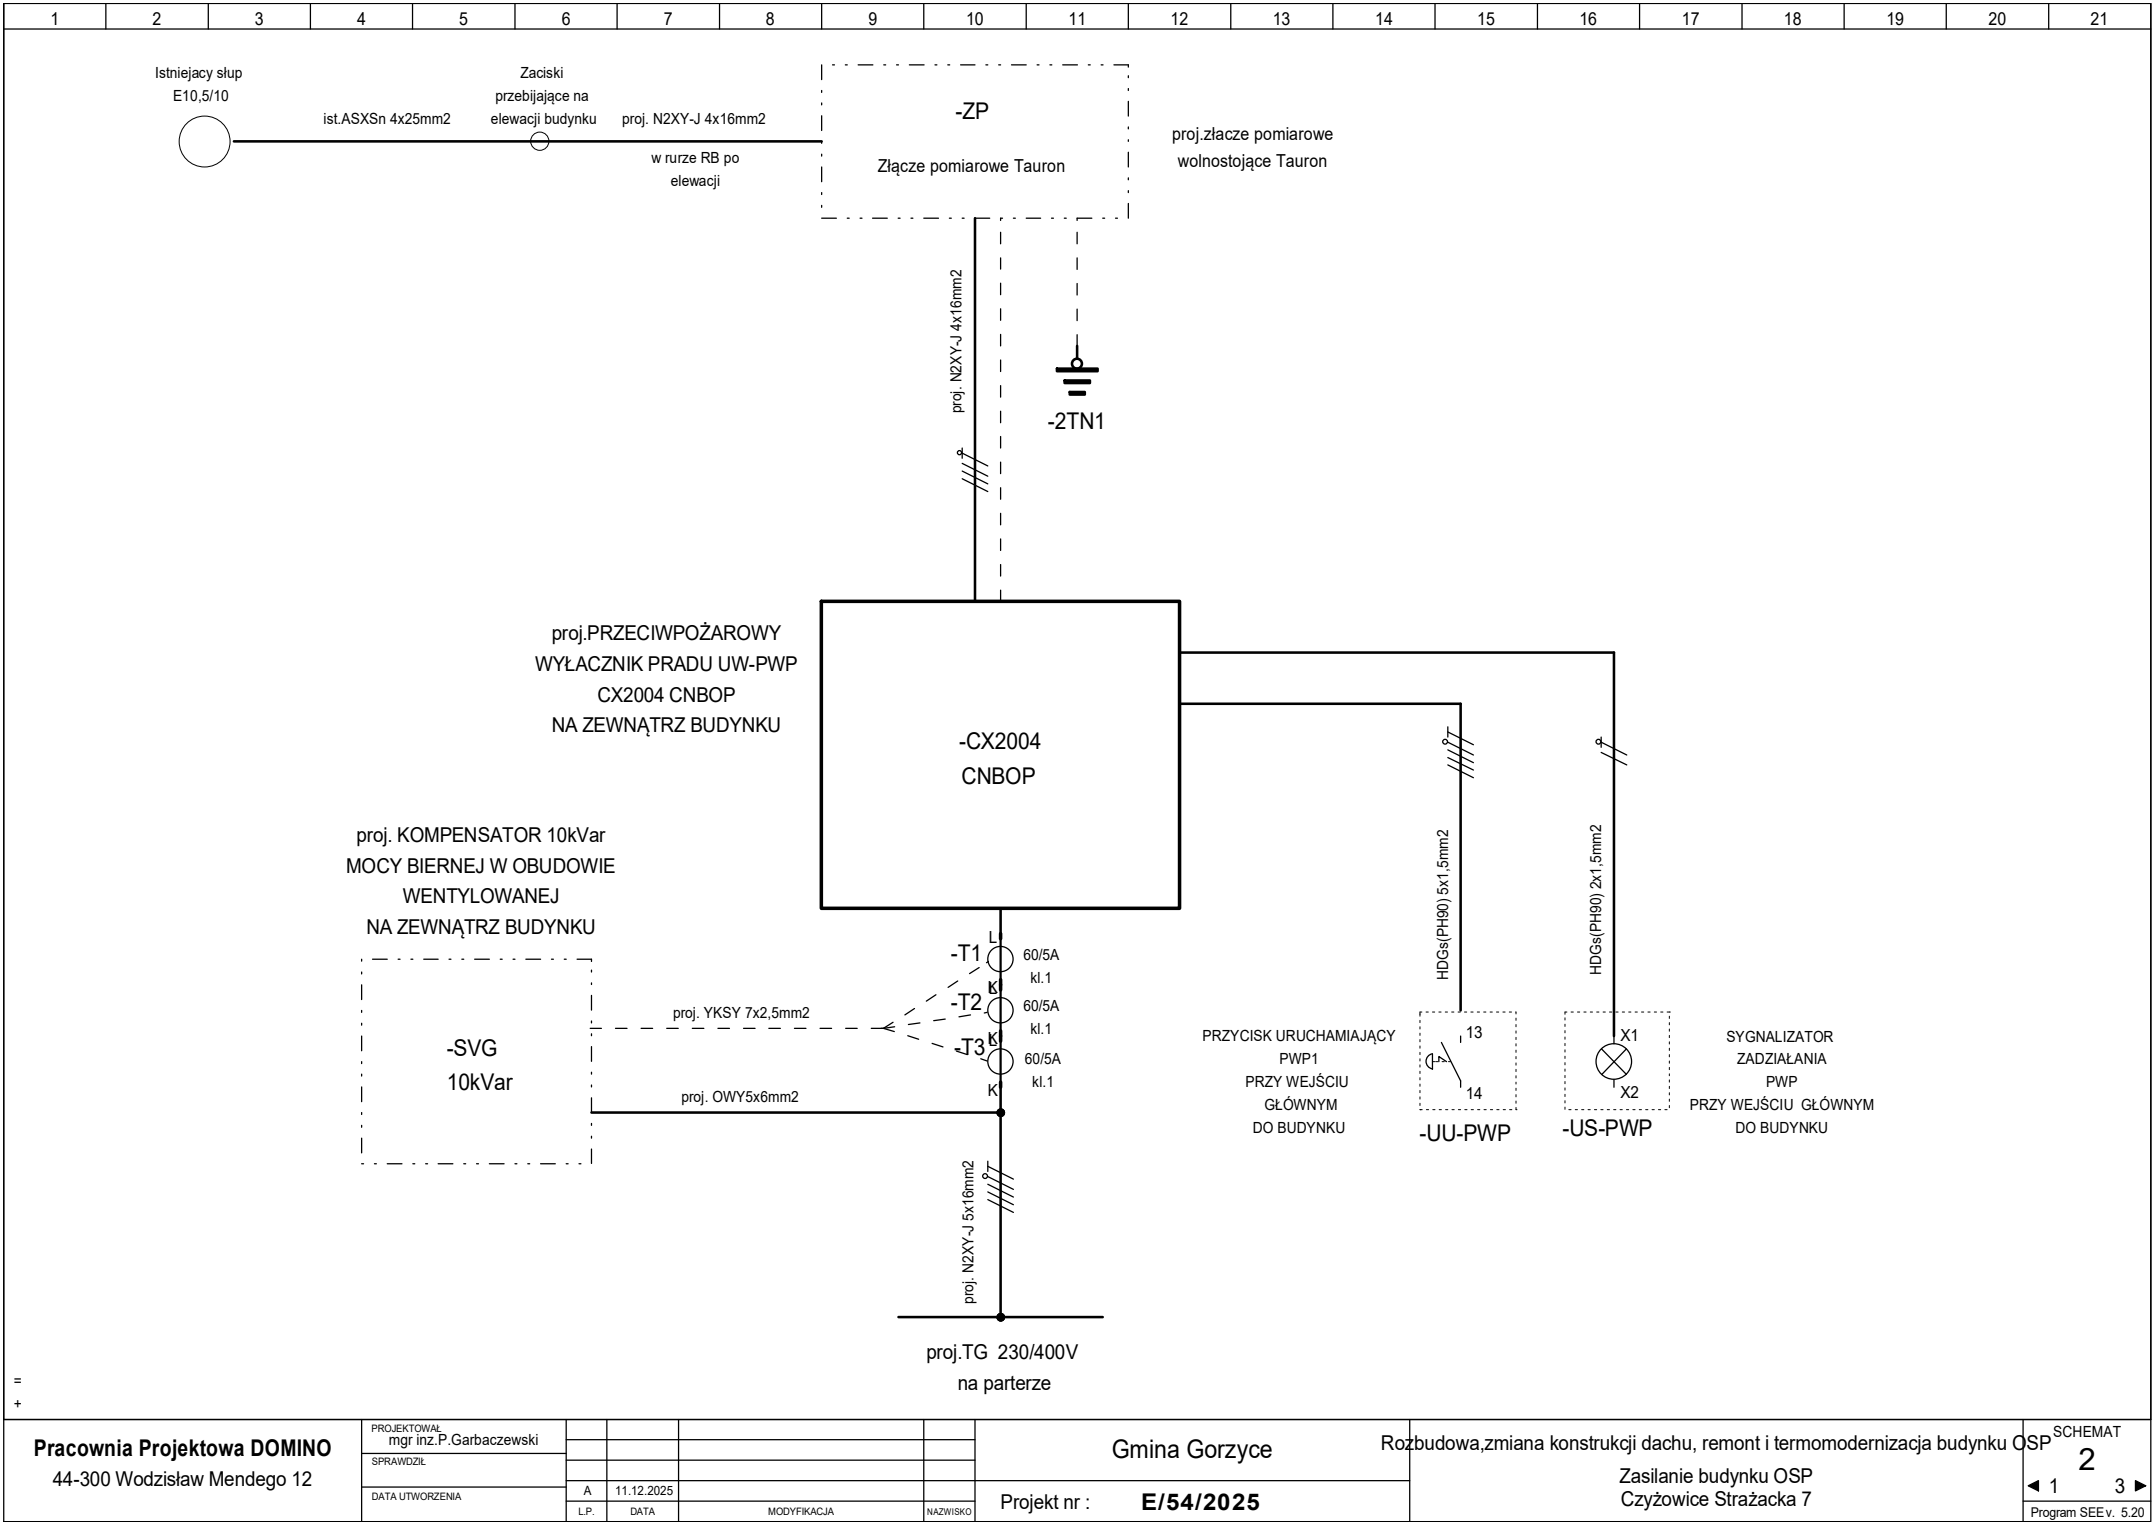 1 2 3 4 5 6 7 8 9 10 11 12 13 14 15 16 17 18 19 20 21
Istniejacy słup
E10,5/10
ist.ASXSn 4x25mm2
Zaciski
przebijające na
elewacji budynku
proj. N2XY-J 4x16mm2
w rurze RB po
elewacji
-ZP
Złącze pomiarowe Tauron
proj.złacze pomiarowe
wolnostojące Tauron
proj. N2XY-J 4x16mm2
-2TN1
proj.PRZECIWPOŻAROWY
WYŁACZNIK PRADU UW-PWP
CX2004 CNBOP
NA ZEWNĄTRZ BUDYNKU
-CX2004
CNBOP
proj. KOMPENSATOR 10kVar
MOCY BIERNEJ W OBUDOWIE
WENTYLOWANEJ
NA ZEWNĄTRZ BUDYNKU
-SVG
10kVar
proj. YKSY 7x2,5mm2
proj. OWY5x6mm2
L
-T1
60/5A
kl.1
K
L
-T2
60/5A
kl.1
K
L
-T3
60/5A
kl.1
K
HDGs(PH90) 5x1,5mm2
HDGs(PH90) 2x1,5mm2
PRZYCISK URUCHAMIAJĄCY
PWP1
PRZY WEJŚCIU
GŁÓWNYM
DO BUDYNKU
13
14
-UU-PWP
X1
X2
-US-PWP
SYGNALIZATOR
ZADZIAŁANIA
PWP
PRZY WEJŚCIU GŁÓWNYM
DO BUDYNKU
proj. N2XY-J 5x16mm2
proj.TG 230/400V
na parterze
=
+
Pracownia Projektowa DOMINO
44-300 Wodzisław Mendego 12
PROJEKTOWAŁ
mgr inz.P.Garbaczewski
SPRAWDZIŁ
DATA UTWORZENIA
A 11.12.2025
L.P. DATA MODYFIKACJA NAZWISKO
Gmina Gorzyce
Projekt nr : E/54/2025
Rozbudowa,zmiana konstrukcji dachu, remont i termomodernizacja budynku OSP
Zasilanie budynku OSP
Czyżowice Strażacka 7
SCHEMAT
2
◄ 1 3 ►
Program SEE v. 5.20